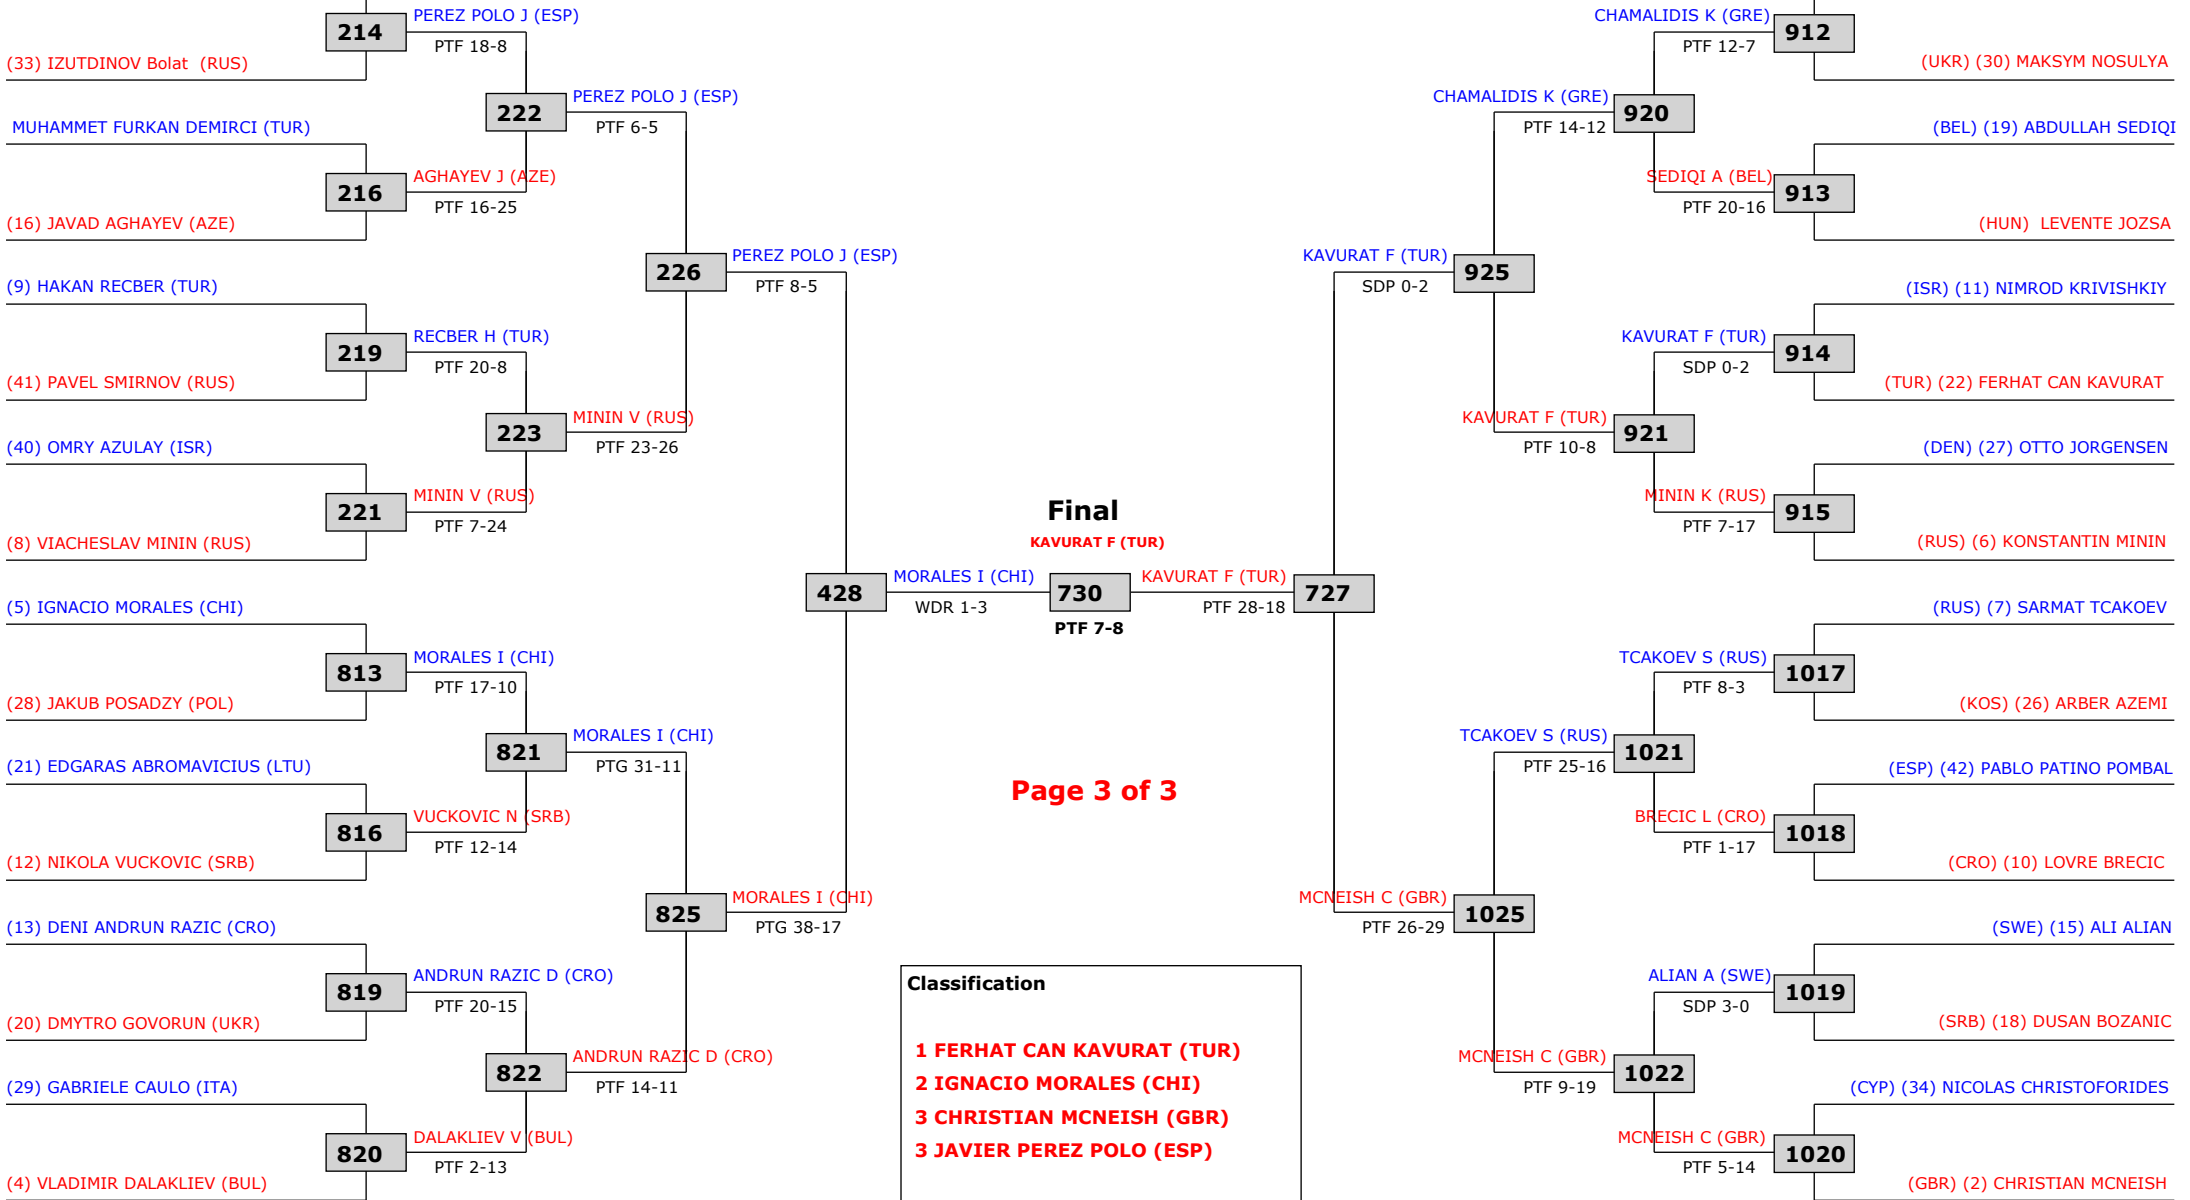 PEREZ POLO J (ESP)
214
PTF 18-8
(33) IZUTDINOV Bolat (RUS)
PEREZ POLO J (ESP)
222
PTF 6-5
MUHAMMET FURKAN DEMIRCI (TUR)
AGHAYEV J (AZE)
216
PTF 16-25
(16) JAVAD AGHAYEV (AZE)
PEREZ POLO J (ESP)
226
PTF 8-5
(9) HAKAN RECBER (TUR)
RECBER H (TUR)
219
PTF 20-8
(41) PAVEL SMIRNOV (RUS)
MININ V (RUS)
223
PTF 23-26
(40) OMRY AZULAY (ISR)
MININ V (RUS)
221
PTF 7-24
(8) VIACHESLAV MININ (RUS)
428
MORALES I (CHI)
WDR 1-3
(5) IGNACIO MORALES (CHI)
MORALES I (CHI)
813
PTF 17-10
(28) JAKUB POSADZY (POL)
MORALES I (CHI)
821
PTG 31-11
(21) EDGARAS ABROMAVICIUS (LTU)
VUCKOVIC N (SRB)
816
PTF 12-14
(12) NIKOLA VUCKOVIC (SRB)
MORALES I (CHI)
825
PTG 38-17
(13) DENI ANDRUN RAZIC (CRO)
ANDRUN RAZIC D (CRO)
819
PTF 20-15
(20) DMYTRO GOVORUN (UKR)
ANDRUN RAZIC D (CRO)
822
PTF 14-11
(29) GABRIELE CAULO (ITA)
DALAKLIEV V (BUL)
820
PTF 2-13
(4) VLADIMIR DALAKLIEV (BUL)
Final
KAVURAT F (TUR)
730
PTF 7-8
Page 3 of 3
Classification
1 FERHAT CAN KAVURAT (TUR)
2 IGNACIO MORALES (CHI)
3 CHRISTIAN MCNEISH (GBR)
3 JAVIER PEREZ POLO (ESP)
CHAMALIDIS K (GRE)
912
PTF 12-7
(UKR) (30) MAKSYM NOSULYA
CHAMALIDIS K (GRE)
920
PTF 14-12
(BEL) (19) ABDULLAH SEDIQI
SEDIQI A (BEL)
913
PTF 20-16
(HUN) LEVENTE JOZSA
KAVURAT F (TUR)
925
SDP 0-2
(ISR) (11) NIMROD KRIVISHKIY
KAVURAT F (TUR)
914
SDP 0-2
(TUR) (22) FERHAT CAN KAVURAT
KAVURAT F (TUR)
921
PTF 10-8
(DEN) (27) OTTO JORGENSEN
MININ K (RUS)
915
PTF 7-17
(RUS) (6) KONSTANTIN MININ
KAVURAT F (TUR)
727
PTF 28-18
(RUS) (7) SARMAT TCAKOEV
TCAKOEV S (RUS)
1017
PTF 8-3
(KOS) (26) ARBER AZEMI
TCAKOEV S (RUS)
1021
PTF 25-16
(ESP) (42) PABLO PATINO POMBAL
BRECIC L (CRO)
1018
PTF 1-17
(CRO) (10) LOVRE BRECIC
MCNEISH C (GBR)
1025
PTF 26-29
(SWE) (15) ALI ALIAN
ALIAN A (SWE)
1019
SDP 3-0
(SRB) (18) DUSAN BOZANIC
MCNEISH C (GBR)
1022
PTF 9-19
(CYP) (34) NICOLAS CHRISTOFORIDES
MCNEISH C (GBR)
1020
PTF 5-14
(GBR) (2) CHRISTIAN MCNEISH